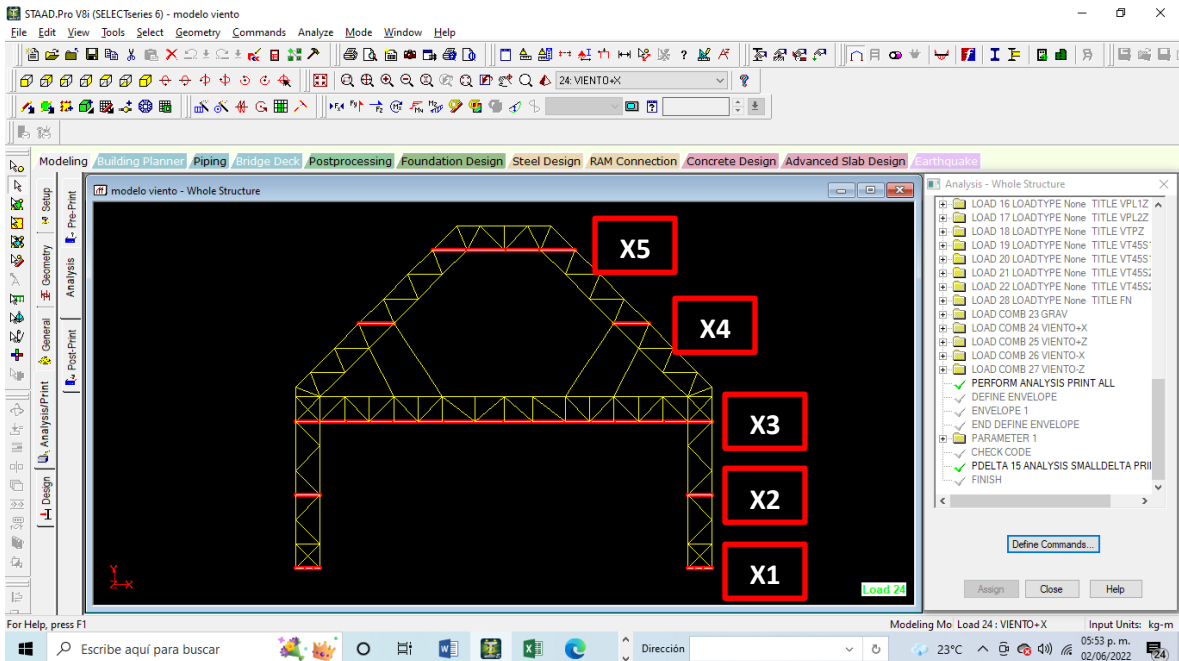 STAAD.Pro V8i (SELECTseries 6) - modelo viento
File Edit View Tools Select Geometry Commands Analyze Mode Window Help
24: VIENTO+X
Modeling Building Planner Piping Bridge Deck Postprocessing Foundation Design Steel Design RAM Connection Concrete Design Advanced Slab Design Earthquake
Setup
Geometry
General
Analysis/Print
Design
Pre-Print
Analysis
Post-Print
modelo viento - Whole Structure
X5
X4
X3
X2
X1
Y
Z X
Load 24
Analysis - Whole Structure
LOAD 16 LOADTYPE None TITLE VPL1Z
LOAD 17 LOADTYPE None TITLE VPL2Z
LOAD 18 LOADTYPE None TITLE VTPZ
LOAD 19 LOADTYPE None TITLE VT45S
LOAD 20 LOADTYPE None TITLE VT45S
LOAD 21 LOADTYPE None TITLE VT45S2
LOAD 22 LOADTYPE None TITLE VT45S2
LOAD 28 LOADTYPE None TITLE FN
LOAD COMB 23 GRAV
LOAD COMB 24 VIENTO+X
LOAD COMB 25 VIENTO+Z
LOAD COMB 26 VIENTO-X
LOAD COMB 27 VIENTO-Z
PERFORM ANALYSIS PRINT ALL
DEFINE ENVELOPE
ENVELOPE 1
END DEFINE ENVELOPE
PARAMETER 1
CHECK CODE
PDELTA 15 ANALYSIS SMALLDELTA PRI
FINISH
Define Commands...
Assign Close Help
For Help, press F1
Modeling Mo Load 24 : VIENTO+X Input Units: kg-m
Escribe aquí para buscar
Dirección
23°C
05:53 p. m.
02/06/2022
24